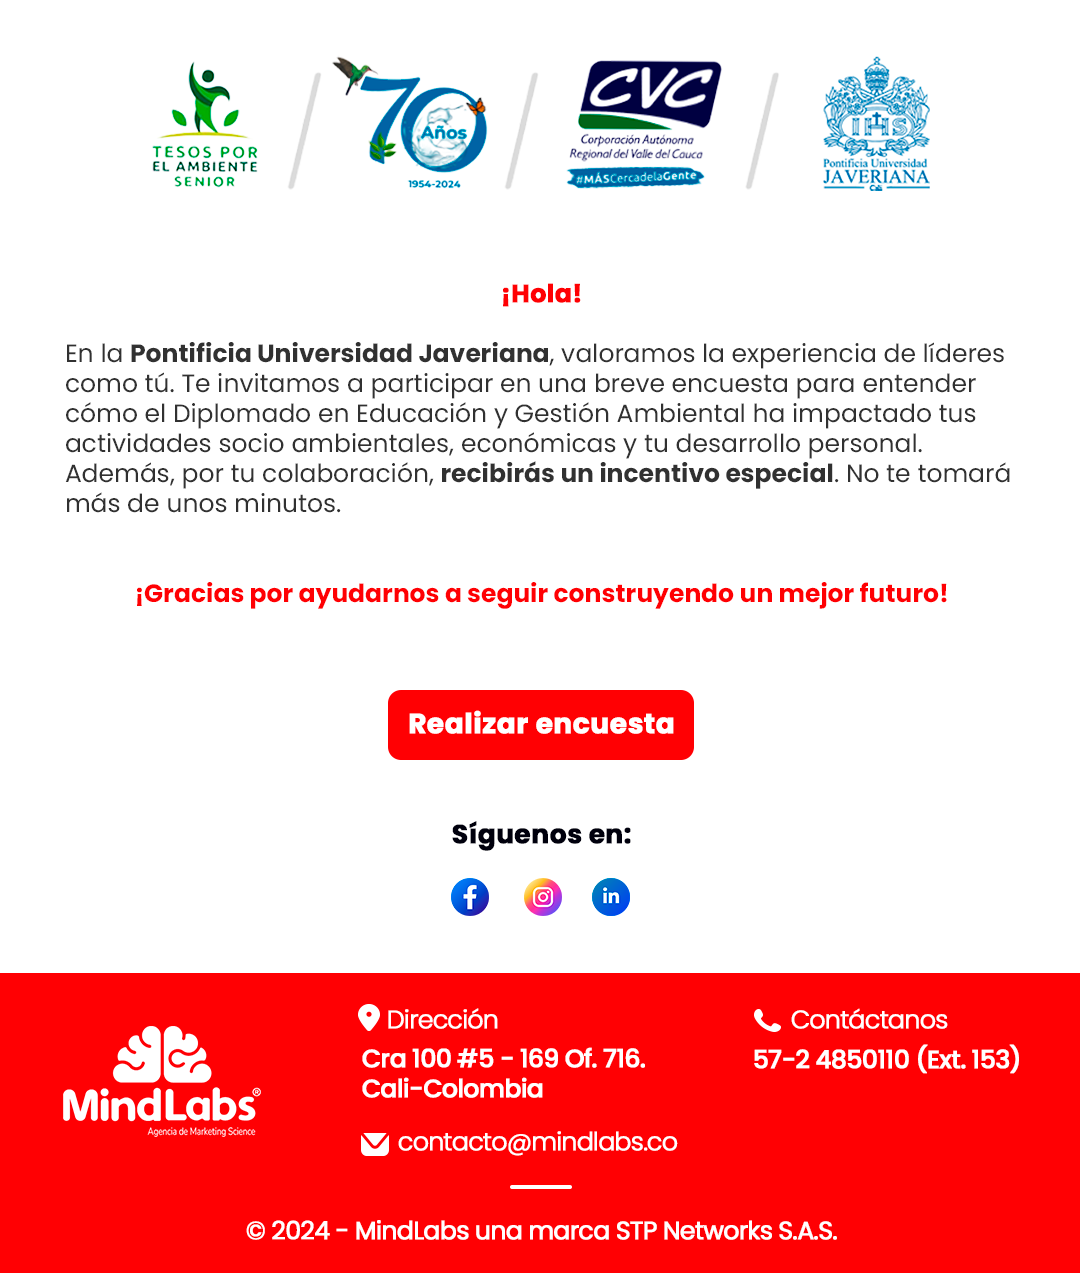 TESOS POR
EL AMBIENTE
SENIOR
70
Años
1954-2024
CVC
Corporación Autónoma
Regional del Valle del Cauca
#MÁSCercadelaGente
IHS
Pontificia Universidad
JAVERIANA
Cali
¡Hola!
En la Pontificia Universidad Javeriana, valoramos la experiencia de líderes
como tú. Te invitamos a participar en una breve encuesta para entender
cómo el Diplomado en Educación y Gestión Ambiental ha impactado tus
actividades socio ambientales, económicas y tu desarrollo personal.
Además, por tu colaboración, recibirás un incentivo especial. No te tomará
más de unos minutos.
¡Gracias por ayudarnos a seguir construyendo un mejor futuro!
Realizar encuesta
Síguenos en:
MindLabs®
Agencia de Marketing Science
Dirección
Cra 100 #5 - 169 Of. 716.
Cali-Colombia
contacto@mindlabs.co
Contáctanos
57-2 4850110 (Ext. 153)
© 2024 - MindLabs una marca STP Networks S.A.S.